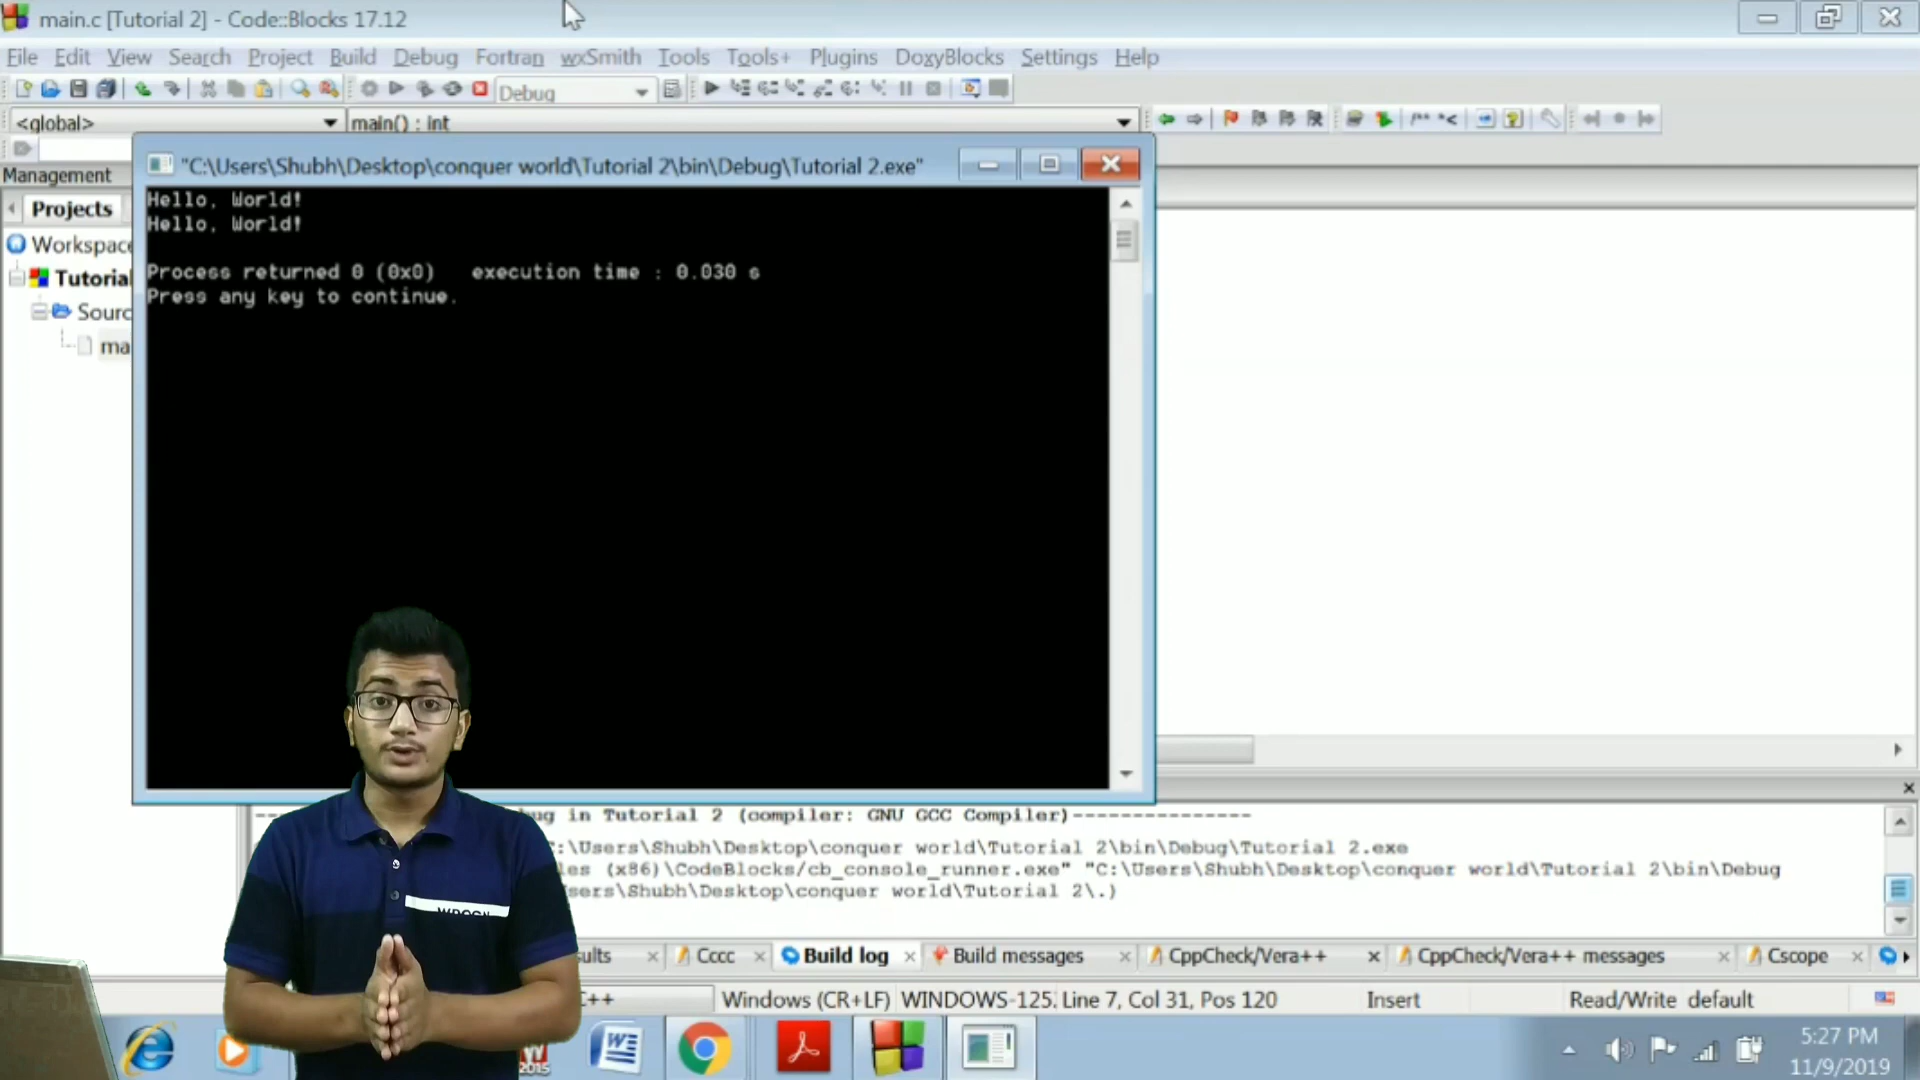 main.c [Tutorial 2] - Code::Blocks 17.12
File Edit View Search Project Build Debug Fortran wxSmith Tools Tools+ Plugins DoxyBlocks Settings Help
Debug
<global> main() : int
"C:\Users\Shubh\Desktop\conquer world\Tutorial 2\bin\Debug\Tutorial 2.exe"
Management
Projects
Workspace
Tutorial
Sourc
ma
Hello, World!
Hello, World!
Process returned 0 (0x0)   execution time : 0.030 s
Press any key to continue.
ug in Tutorial 2 (compiler: GNU GCC Compiler)---------------
C:\Users\Shubh\Desktop\conquer world\Tutorial 2\bin\Debug\Tutorial 2.exe
les (x86)\CodeBlocks/cb_console_runner.exe" "C:\Users\Shubh\Desktop\conquer world\Tutorial 2\bin\Debug
sers\Shubh\Desktop\conquer world\Tutorial 2\.)
ults Cccc Build log Build messages CppCheck/Vera++ CppCheck/Vera++ messages Cscope
C++ Windows (CR+LF) WINDOWS-125. Line 7, Col 31, Pos 120 Insert Read/Write default
2015
5:27 PM
11/9/2019